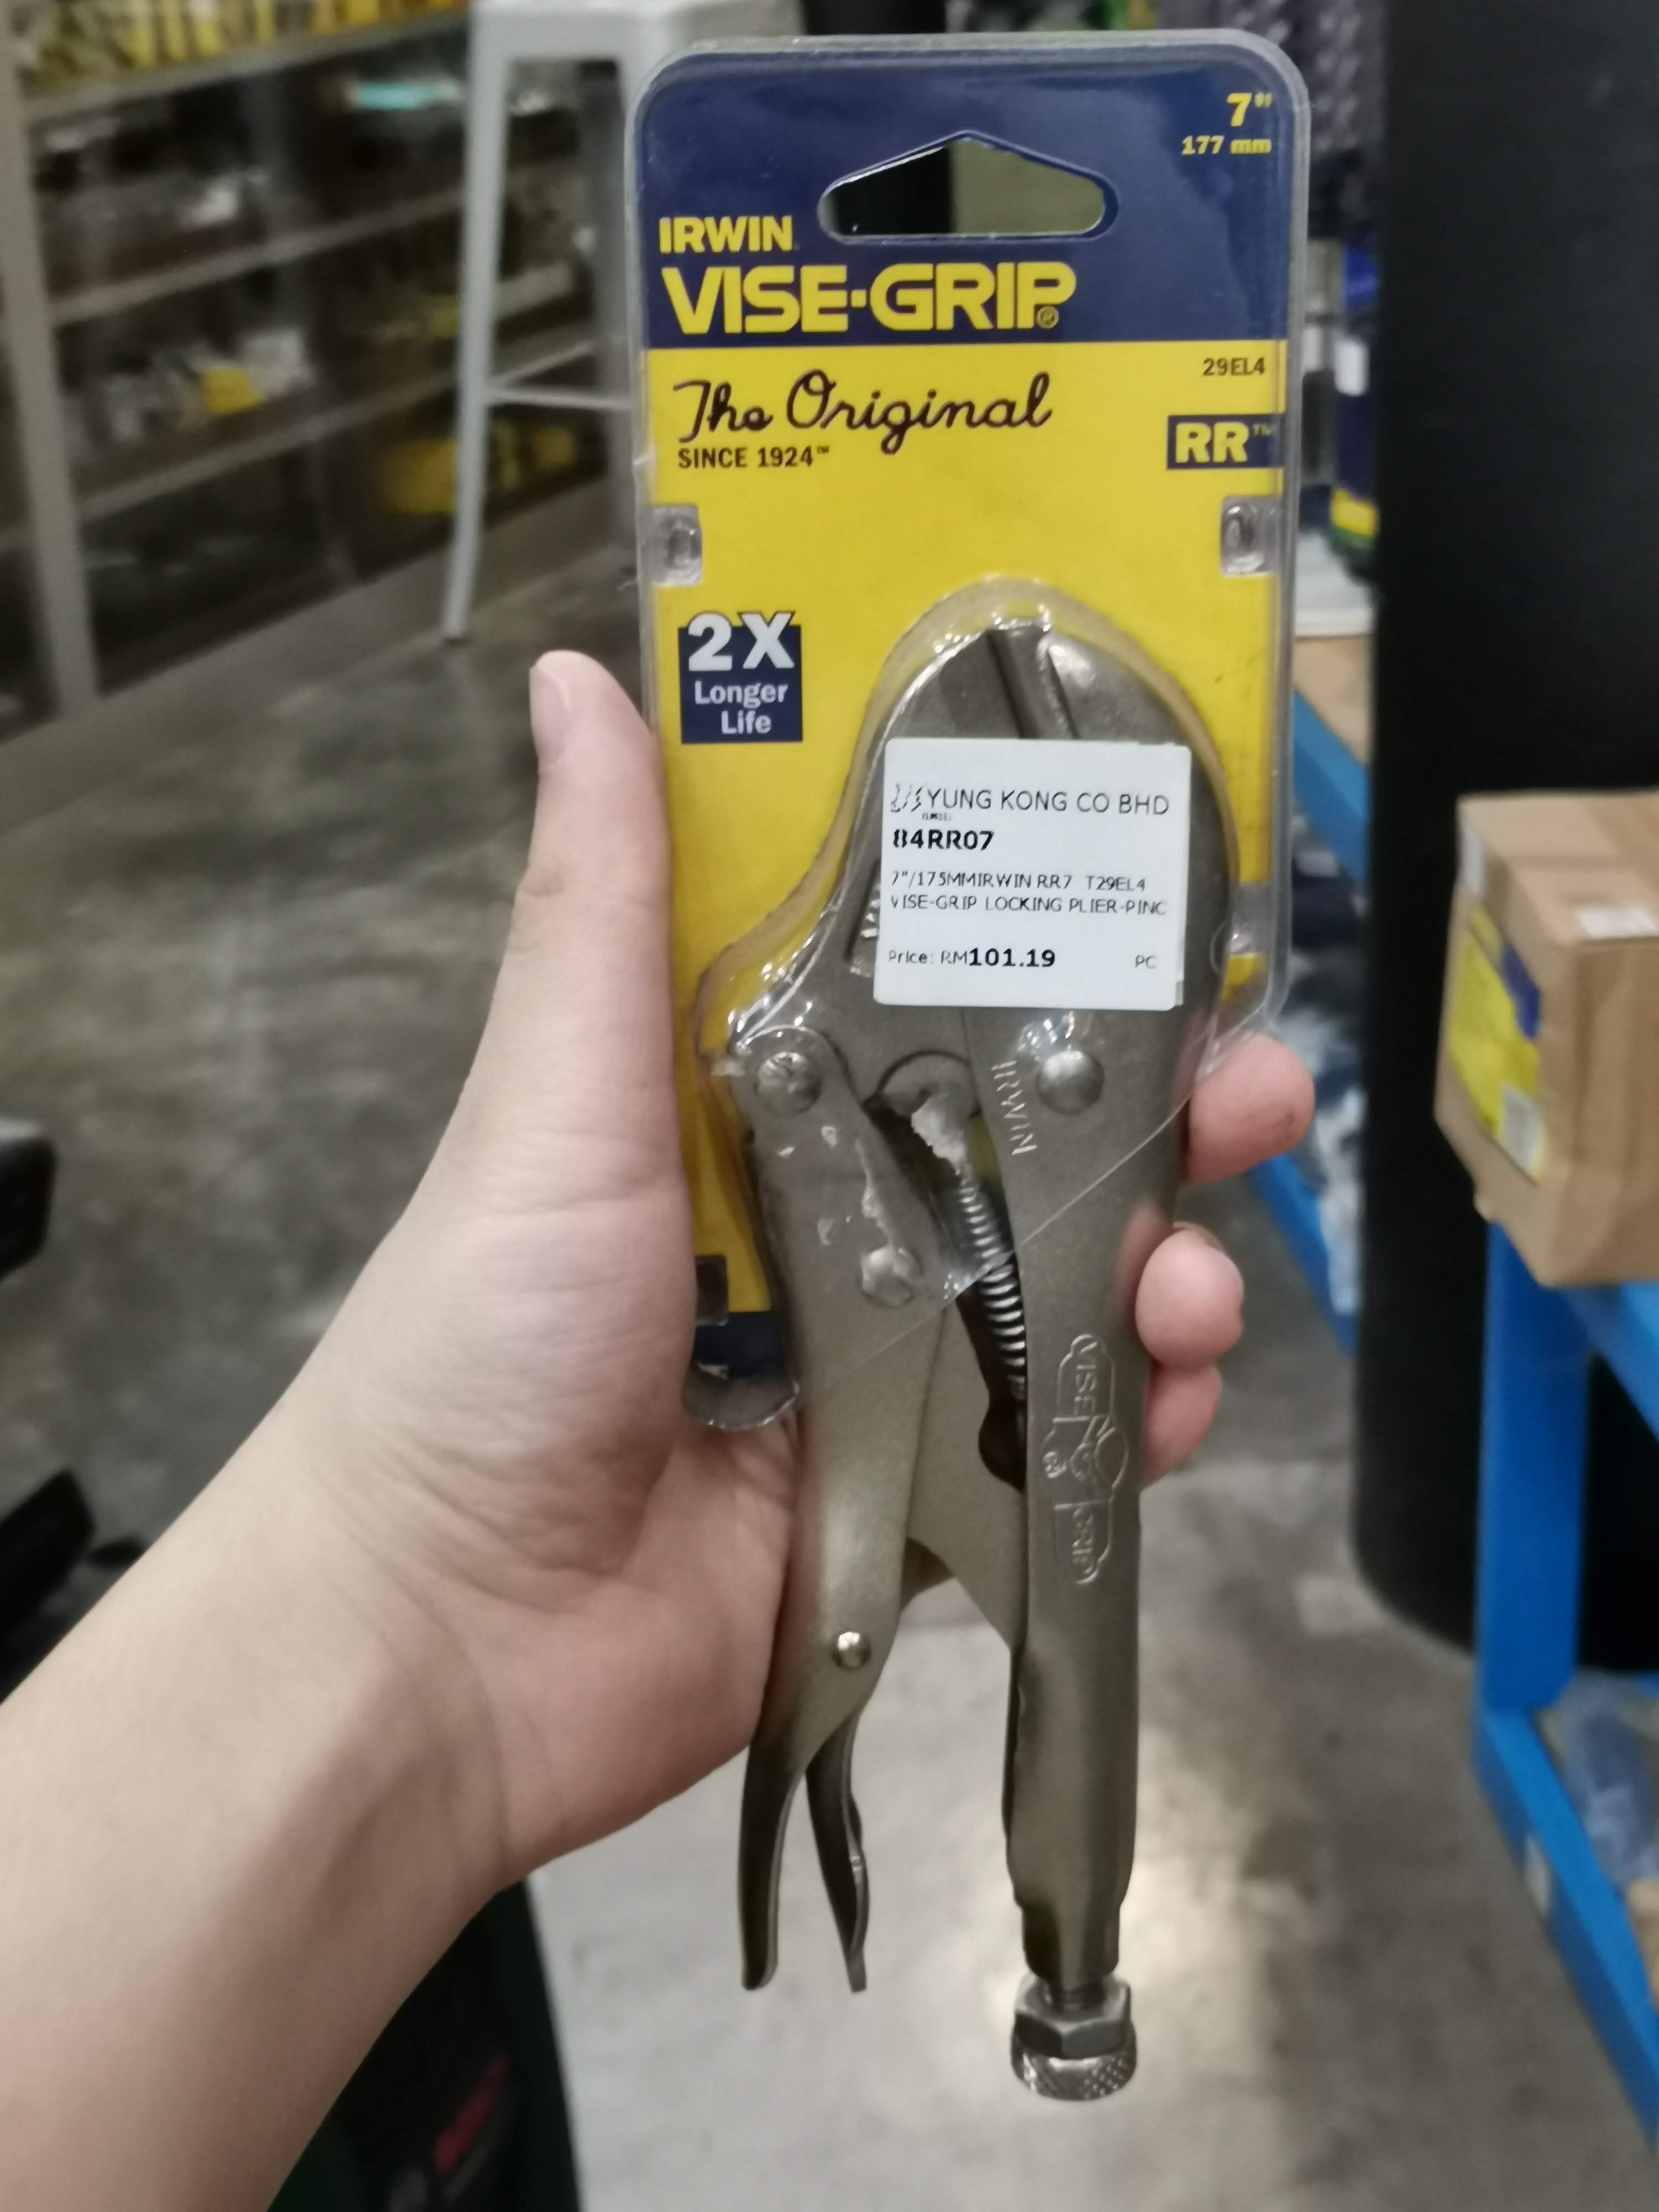 7"
177 mm
IRWIN
VISE·GRIP®
29EL4
The Original
SINCE 1924™
RR™
2X
Longer
Life
YUNG KONG CO BHD
84RR07
7"/175MMIRWIN RR7 T29EL4
VISE-GRIP LOCKING PLIER-PINC
Price: RM101.19 PC
IRWIN
VISE
GRIP